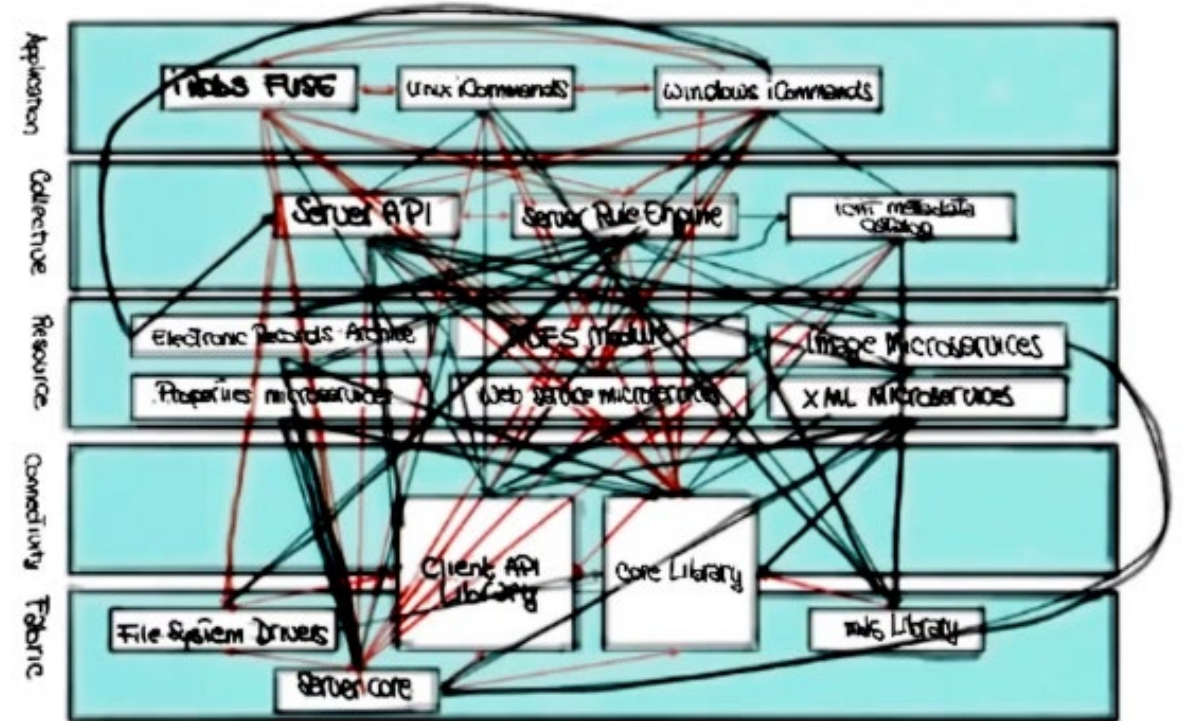 Application
Unix iCommands
Windows iCommands
Collective
Server API
Server Rule Engine
metadata
Catalog
Resource
Electronic Records Archive
Module
Image Microservices
Properties microservices
Web Service microservices
XML Microservices
Connectivity
Client API
Library
Core Library
Fabric
File System Drivers
Library
Server core